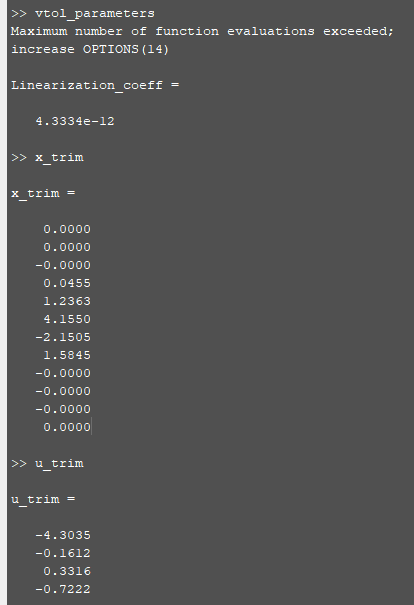 >> vtol_parameters
Maximum number of function evaluations exceeded;
increase OPTIONS(14)
Linearization_coeff =
4.3334e-12
>> x_trim
x_trim =
0.0000
0.0000
-0.0000
0.0455
1.2363
4.1550
-2.1505
1.5845
-0.0000
-0.0000
-0.0000
0.0000
>> u_trim
u_trim =
-4.3035
-0.1612
0.3316
-0.7222